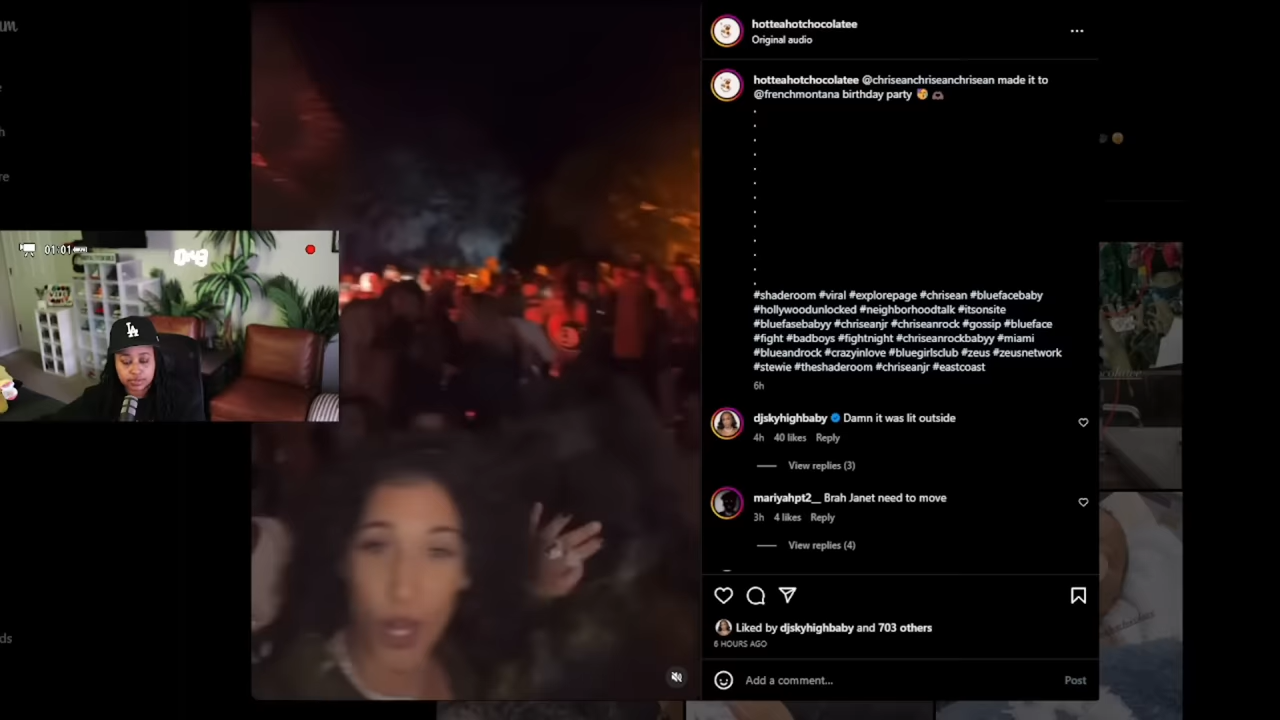 hotteahotchocolatee
Original audio
hotteahotchocolatee @chriseanchriseanchrisean made it to
@frenchmontana birthday party
.
.
.
.
.
.
.
.
.
.
.
.
.
#shaderoom #viral #explorepage #chrisean #bluefacebaby
#hollywoodunlocked #neighborhoodtalk #itsonsite
#bluefasebabyy #chriseanjr #chriseanrock #gossip #blueface
#fight #badboys #fightnight #chriseanrockbabyy #miami
#blueandrock #crazyinlove #bluegirlsclub #zeus #zeusnetwork
#stewie #theshaderoom #chriseanjr #eastcoast
6h
djskyhighbaby Damn it was lit outside
4h 40 likes Reply
View replies (3)
mariyahpt2__ Brah Janet need to move
3h 4 likes Reply
View replies (4)
Liked by djskyhighbaby and 703 others
6 HOURS AGO
Add a comment... Post
01:01
LA